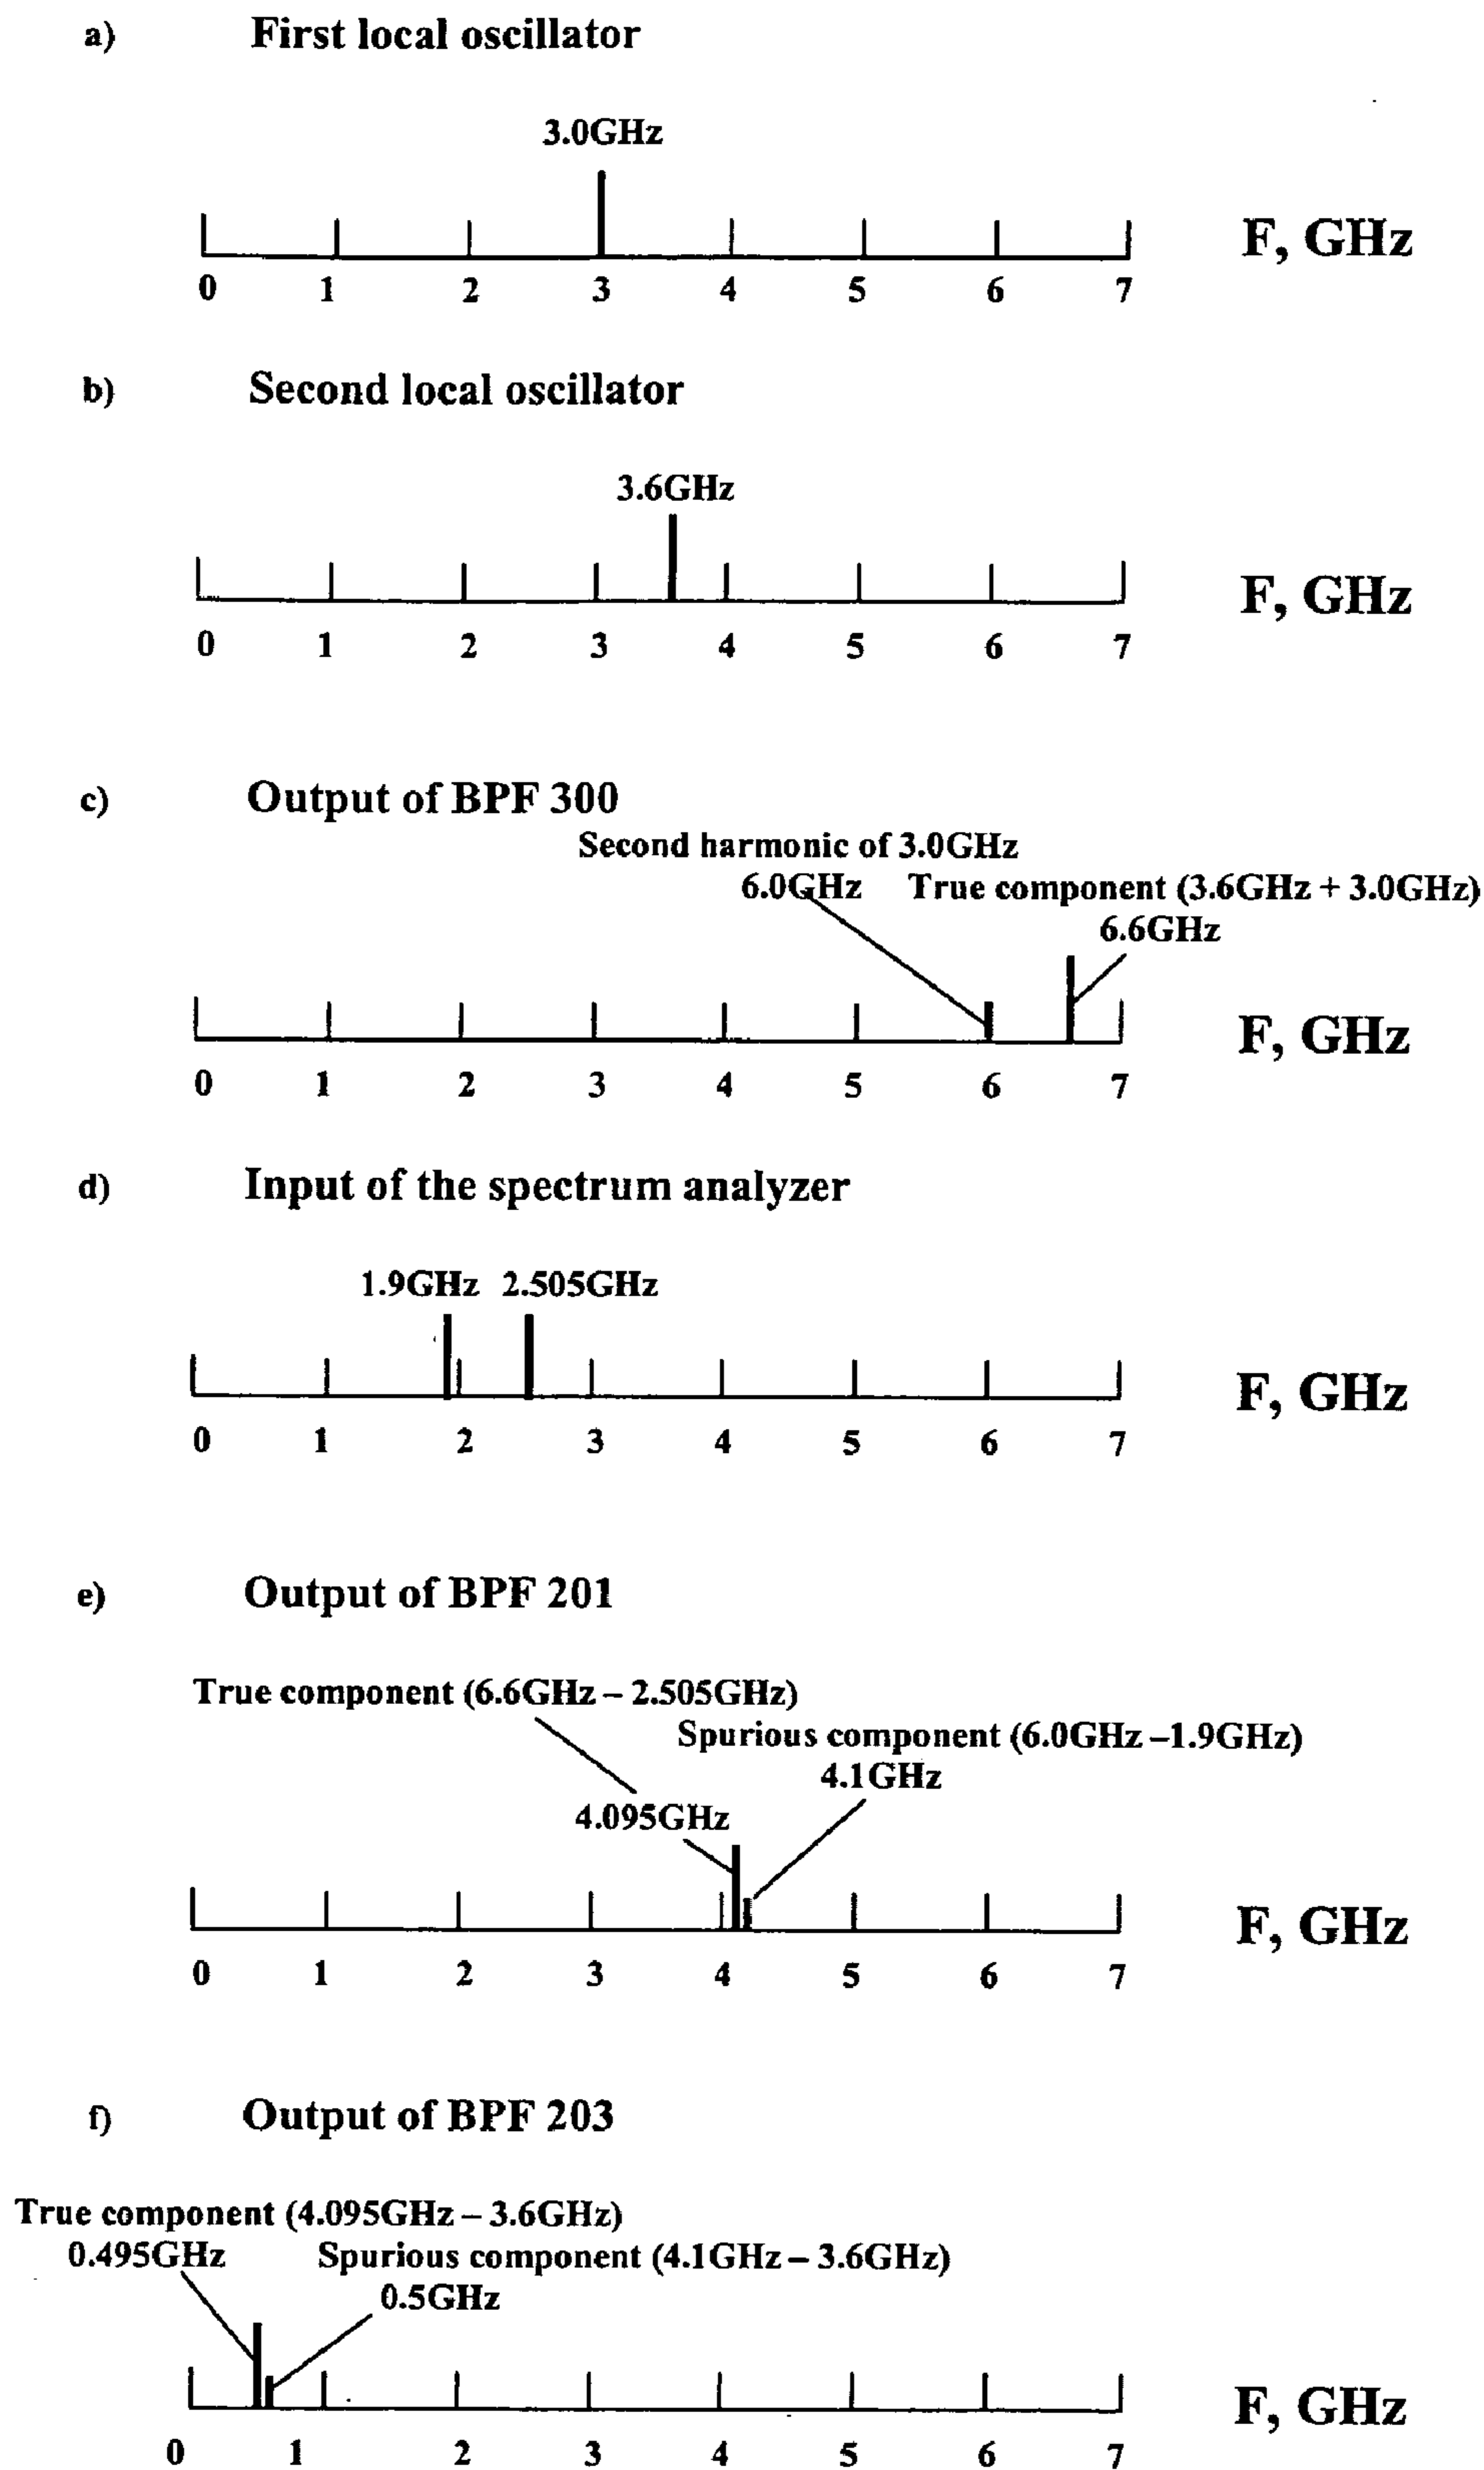 a) First local oscillator
3.0GHz
F, GHz
0 1 2 3 4 5 6 7
b) Second local oscillator
3.6GHz
F, GHz
0 1 2 3 4 5 6 7
c) Output of BPF 300
Second harmonic of 3.0GHz
6.0GHz True component (3.6GHz + 3.0GHz)
6.6GHz
F, GHz
0 1 2 3 4 5 6 7
d) Input of the spectrum analyzer
1.9GHz 2.505GHz
F, GHz
0 1 2 3 4 5 6 7
e) Output of BPF 201
True component (6.6GHz – 2.505GHz)
Spurious component (6.0GHz –1.9GHz)
4.1GHz
4.095GHz
F, GHz
0 1 2 3 4 5 6 7
f) Output of BPF 203
True component (4.095GHz – 3.6GHz)
0.495GHz Spurious component (4.1GHz – 3.6GHz)
0.5GHz
F, GHz
0 1 2 3 4 5 6 7